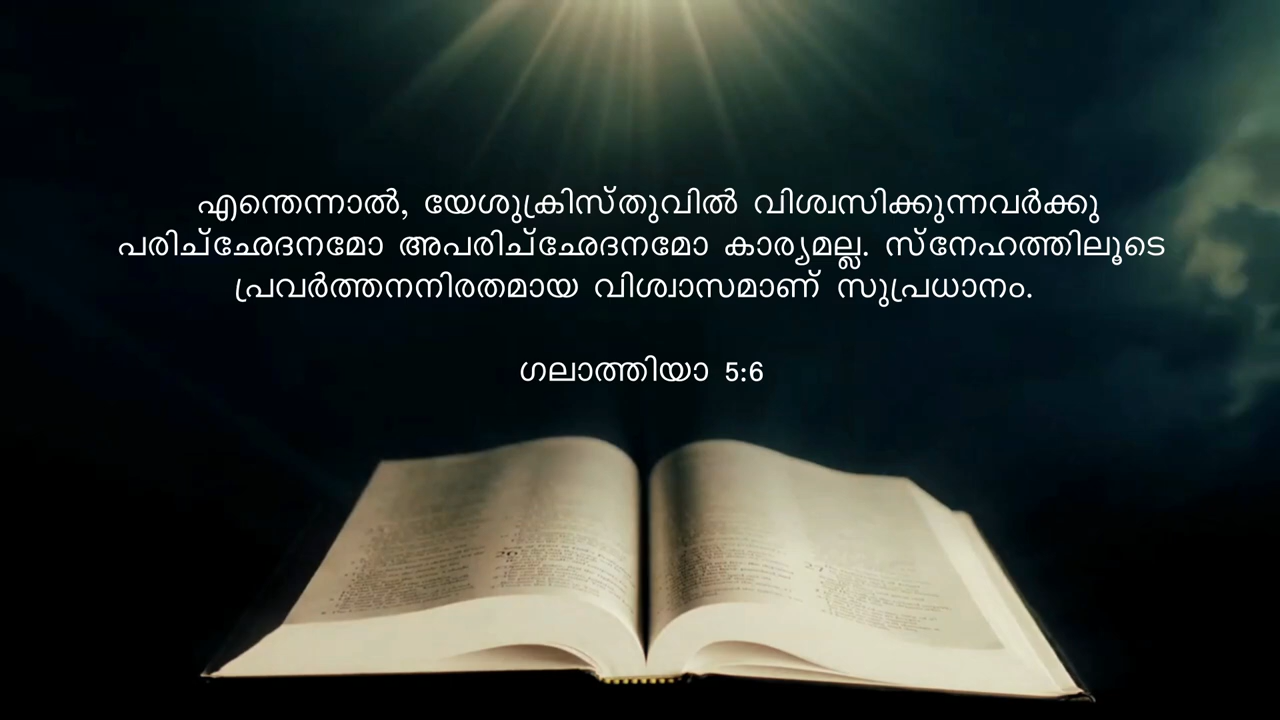 എന്തെന്നാൽ, യേശുക്രിസ്തുവിൽ വിശ്വസിക്കുന്നവർക്കു
പരിച്ഛേദനമോ അപരിച്ഛേദനമോ കാര്യമല്ല. സ്നേഹത്തിലൂടെ
പ്രവർത്തനനിരതമായ വിശ്വാസമാണ് സുപ്രധാനം.
ഗലാത്തിയാ 5:6